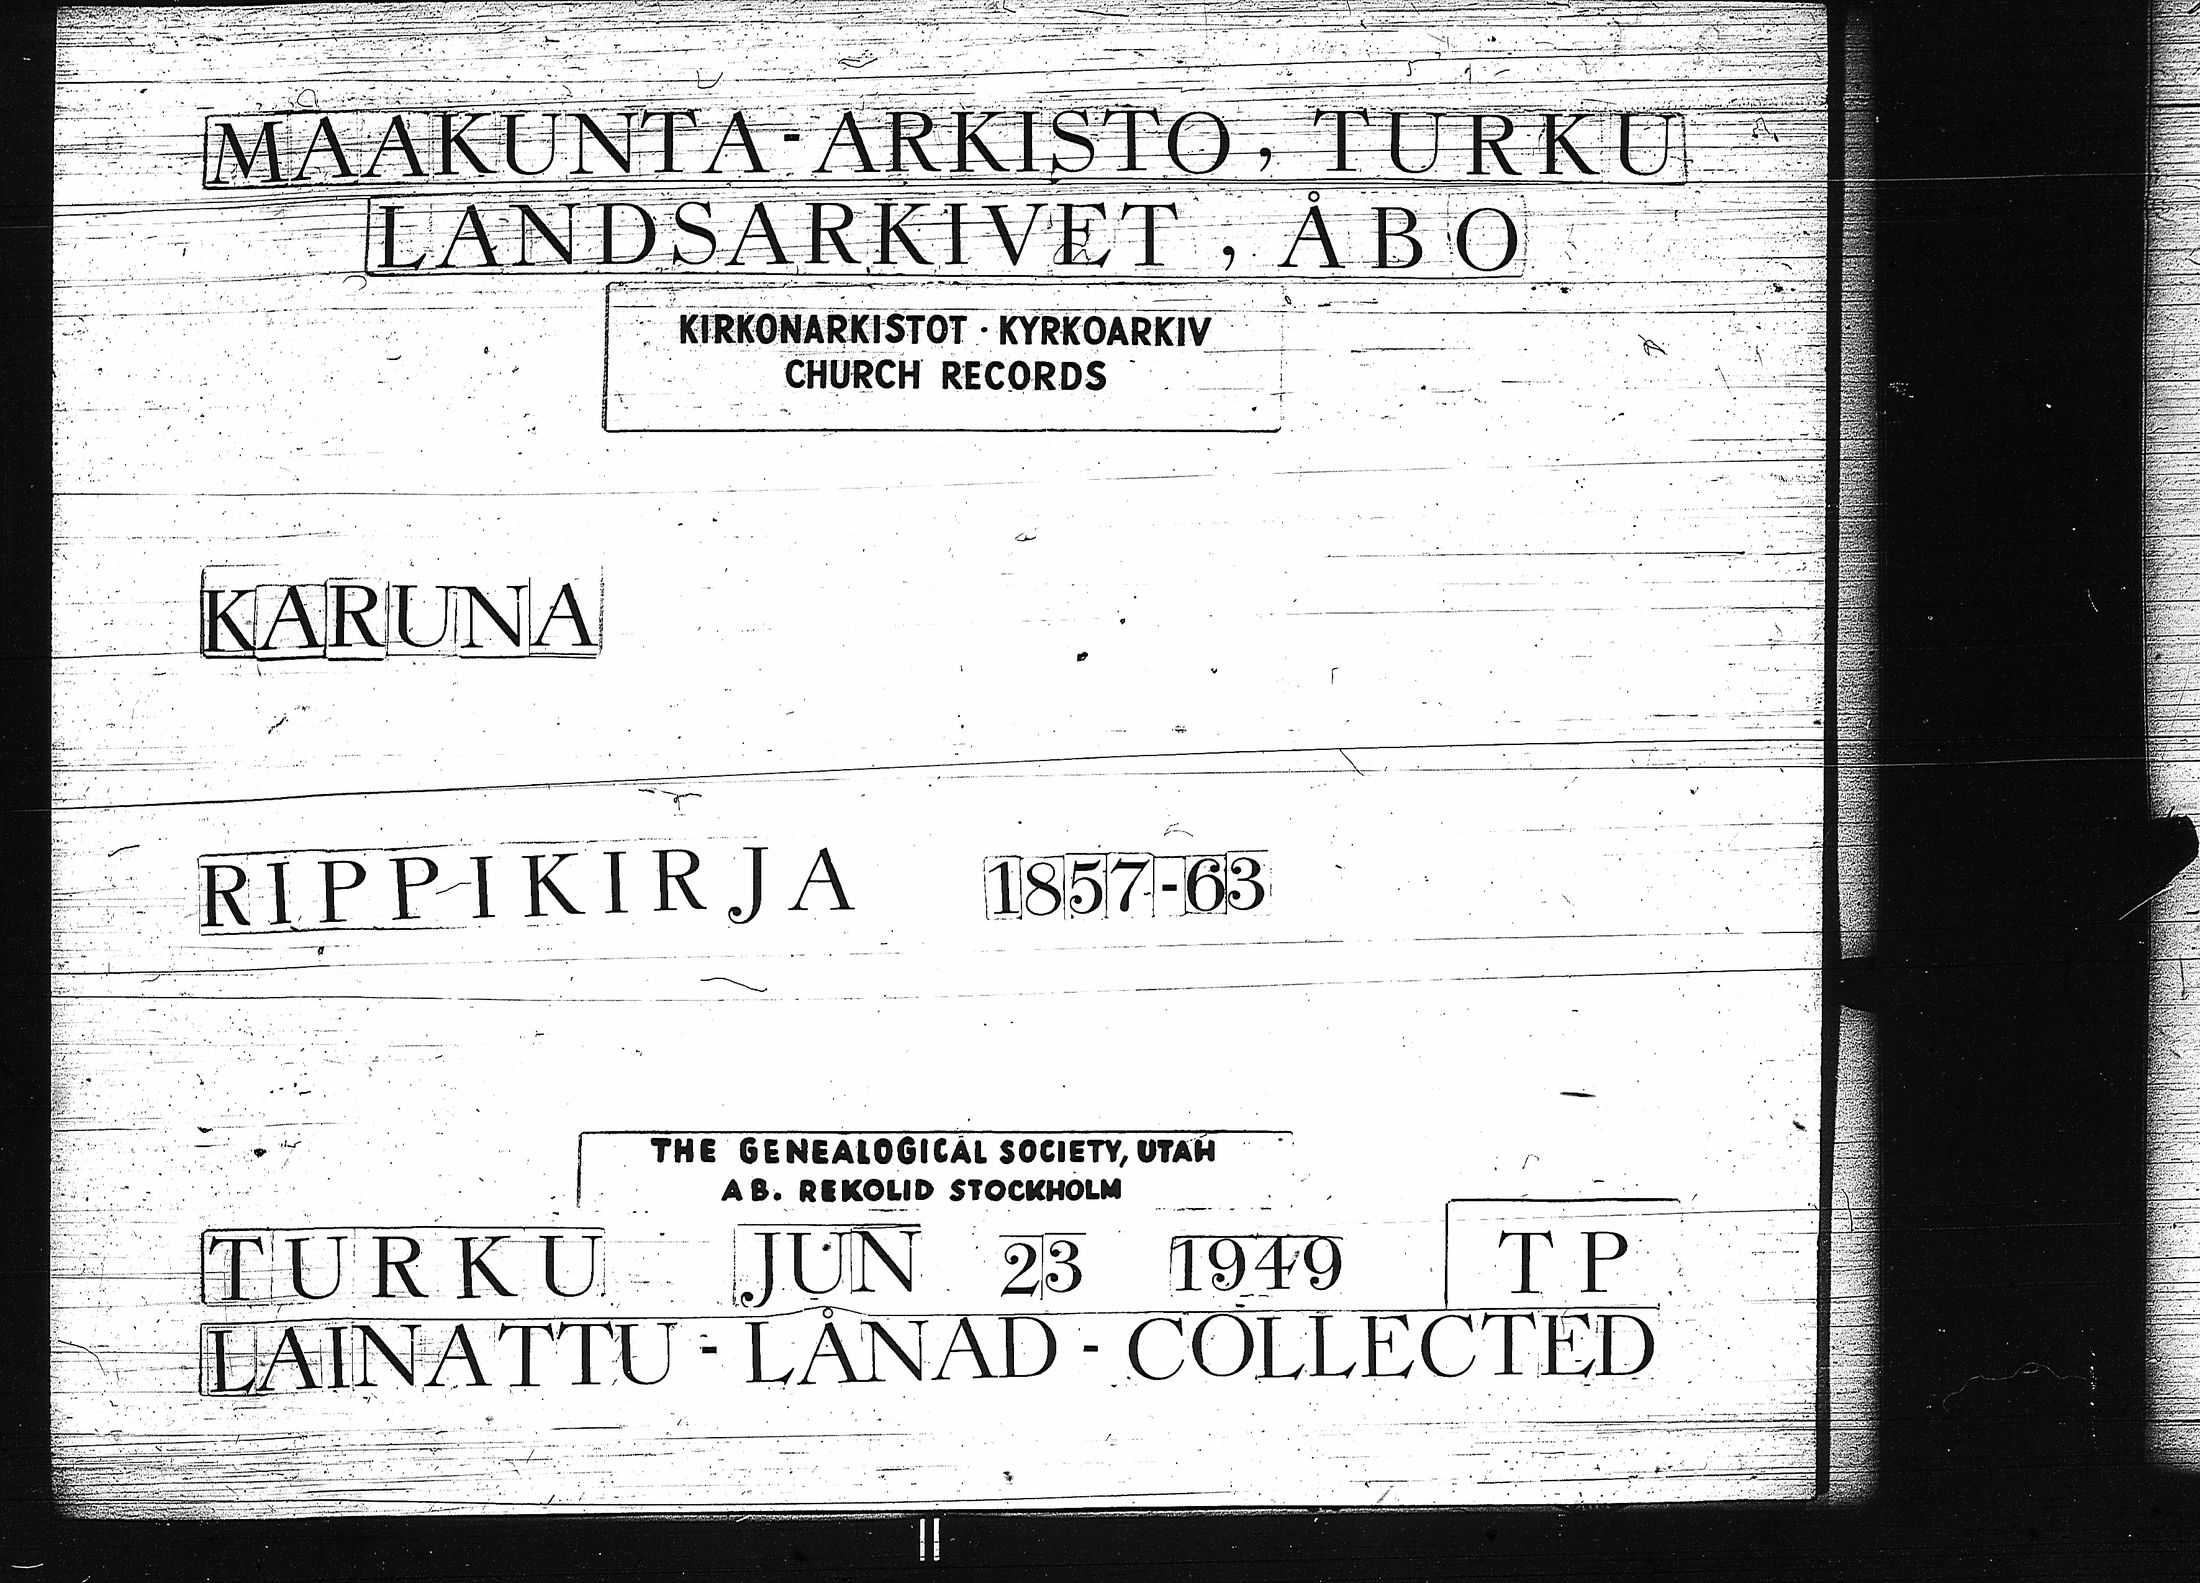 MAAKUNTA-ARKISTO, TURKU
LANDSARKIVET, ÅBO
KIRKONARKISTOT · KYRKOARKIV
CHURCH RECORDS
KARUNA
RIPPIKIRJA 1857-63
THE GENEALOGICAL SOCIETY, UTAH
AB. REKOLID STOCKHOLM
TURKU JUN 23 1949 TP
LAINATTU - LÅNAD - COLLECTED